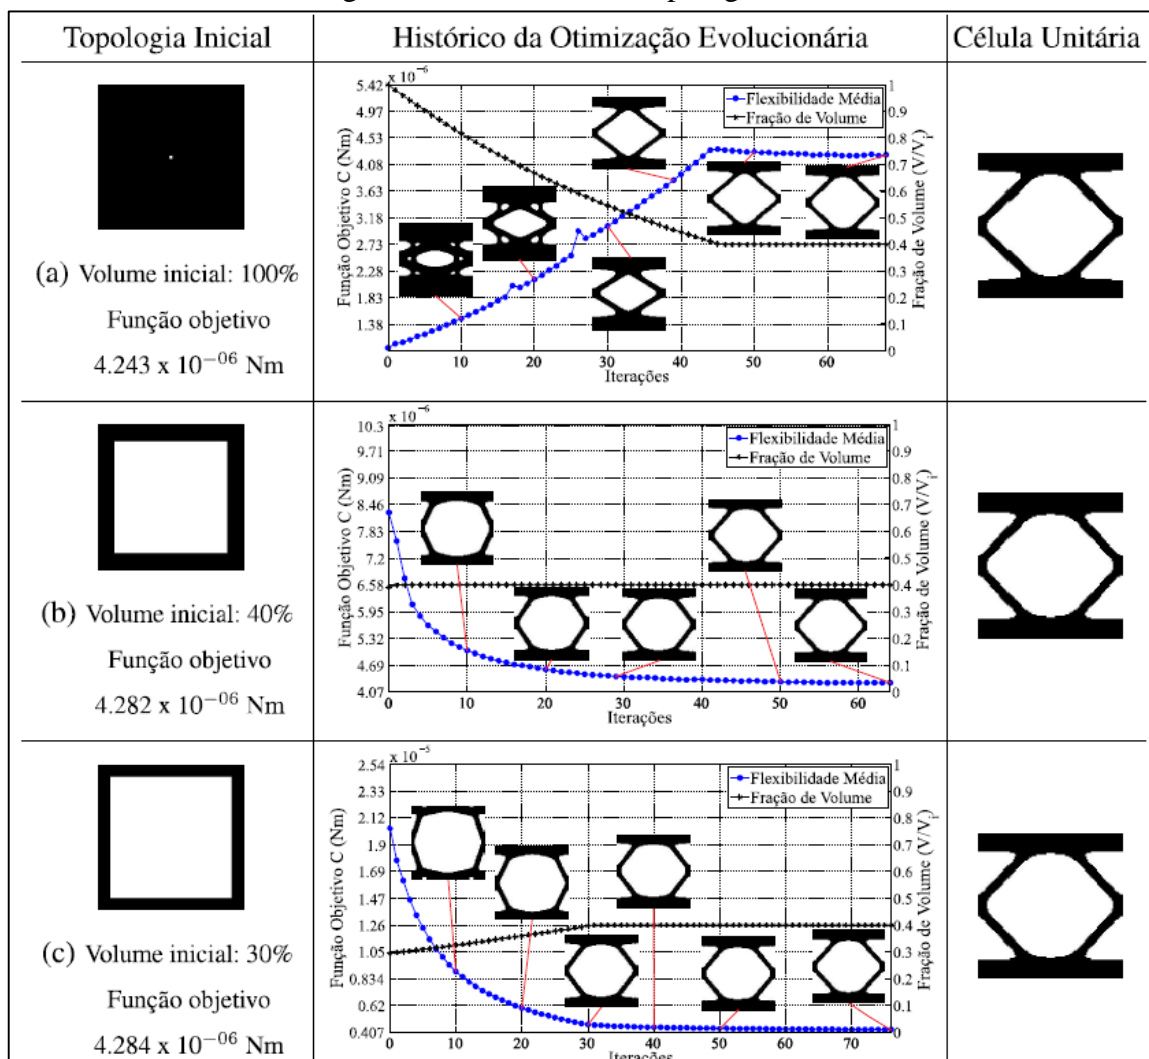 Topologia Inicial
Histórico da Otimização Evolucionária
Célula Unitária
(a) Volume inicial: 100%
Função objetivo
4.243 x 10⁻⁰⁶ Nm
x 10⁻⁶
5.42
4.97
4.53
4.08
3.63
3.18
2.73
2.28
1.83
1.38
Função Objetivo C (Nm)
Flexibilidade Média
Fração de Volume
1
0.9
0.8
0.7
0.6
0.5
0.4
0.3
0.2
0.1
0
Fração de Volume (V/Vᵢ)
0 10 20 30 40 50 60
Iterações
(b) Volume inicial: 40%
Função objetivo
4.282 x 10⁻⁰⁶ Nm
x 10⁻⁶
10.3
9.71
9.09
8.46
7.83
7.2
6.58
5.95
5.32
4.69
4.07
Função Objetivo C (Nm)
Flexibilidade Média
Fração de Volume
1
0.9
0.8
0.7
0.6
0.5
0.4
0.3
0.2
0.1
0
Fração de Volume (V/Vᵢ)
0 10 20 30 40 50 60
Iterações
(c) Volume inicial: 30%
Função objetivo
4.284 x 10⁻⁰⁶ Nm
x 10⁻⁵
2.54
2.33
2.12
1.9
1.69
1.47
1.26
1.05
0.834
0.62
0.407
Função Objetivo C (Nm)
Flexibilidade Média
Fração de Volume
1
0.9
0.8
0.7
0.6
0.5
0.4
0.3
0.2
0.1
0
Fração de Volume (V/Vᵢ)
0 10 20 30 40 50 60 70
Iterações